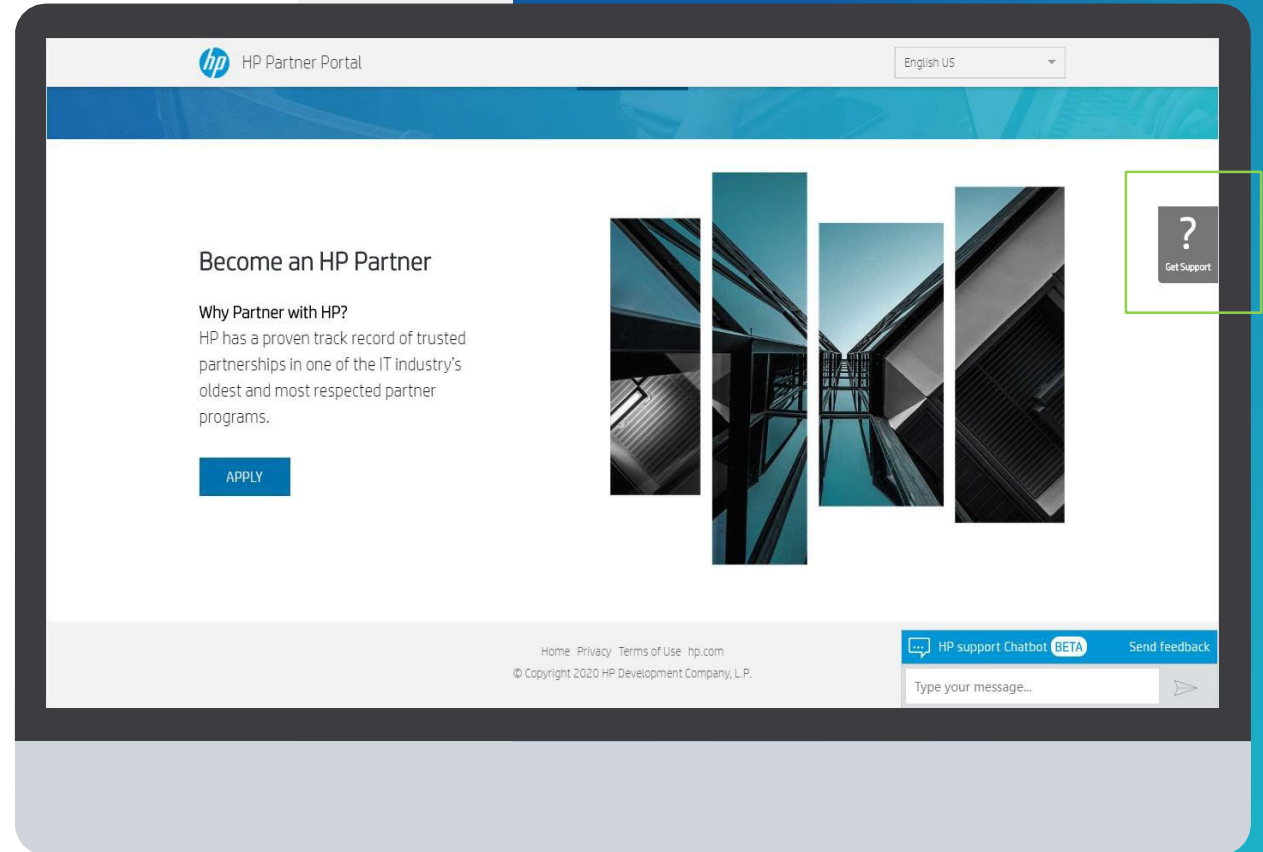 hp HP Partner Portal
English US
?
Get Support
Become an HP Partner
Why Partner with HP?
HP has a proven track record of trusted
partnerships in one of the IT industry's
oldest and most respected partner
programs.
APPLY
Home Privacy Terms of Use hp.com
© Copyright 2020 HP Development Company, L.P.
HP support Chatbot BETA Send feedback
Type your message...